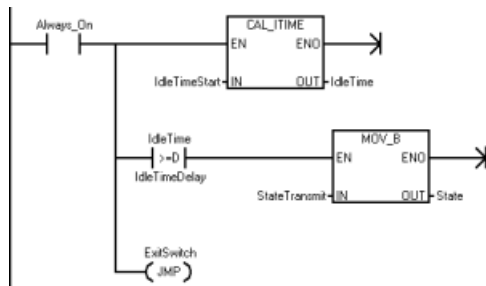 Always_On
CAL_ITIME
EN ENO
IdleTimeStart IN OUT IdleTime
IdleTime
>=D
IdleTimeDelay
MOV_B
EN ENO
StateTransmit IN OUT State
ExitSwitch
JMP